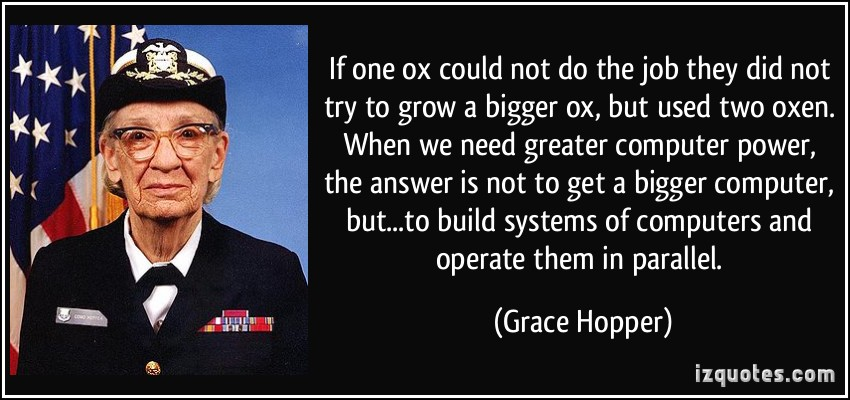 If one ox could not do the job they did not
try to grow a bigger ox, but used two oxen.
When we need greater computer power,
the answer is not to get a bigger computer,
but...to build systems of computers and
operate them in parallel.
(Grace Hopper)
izquotes.com